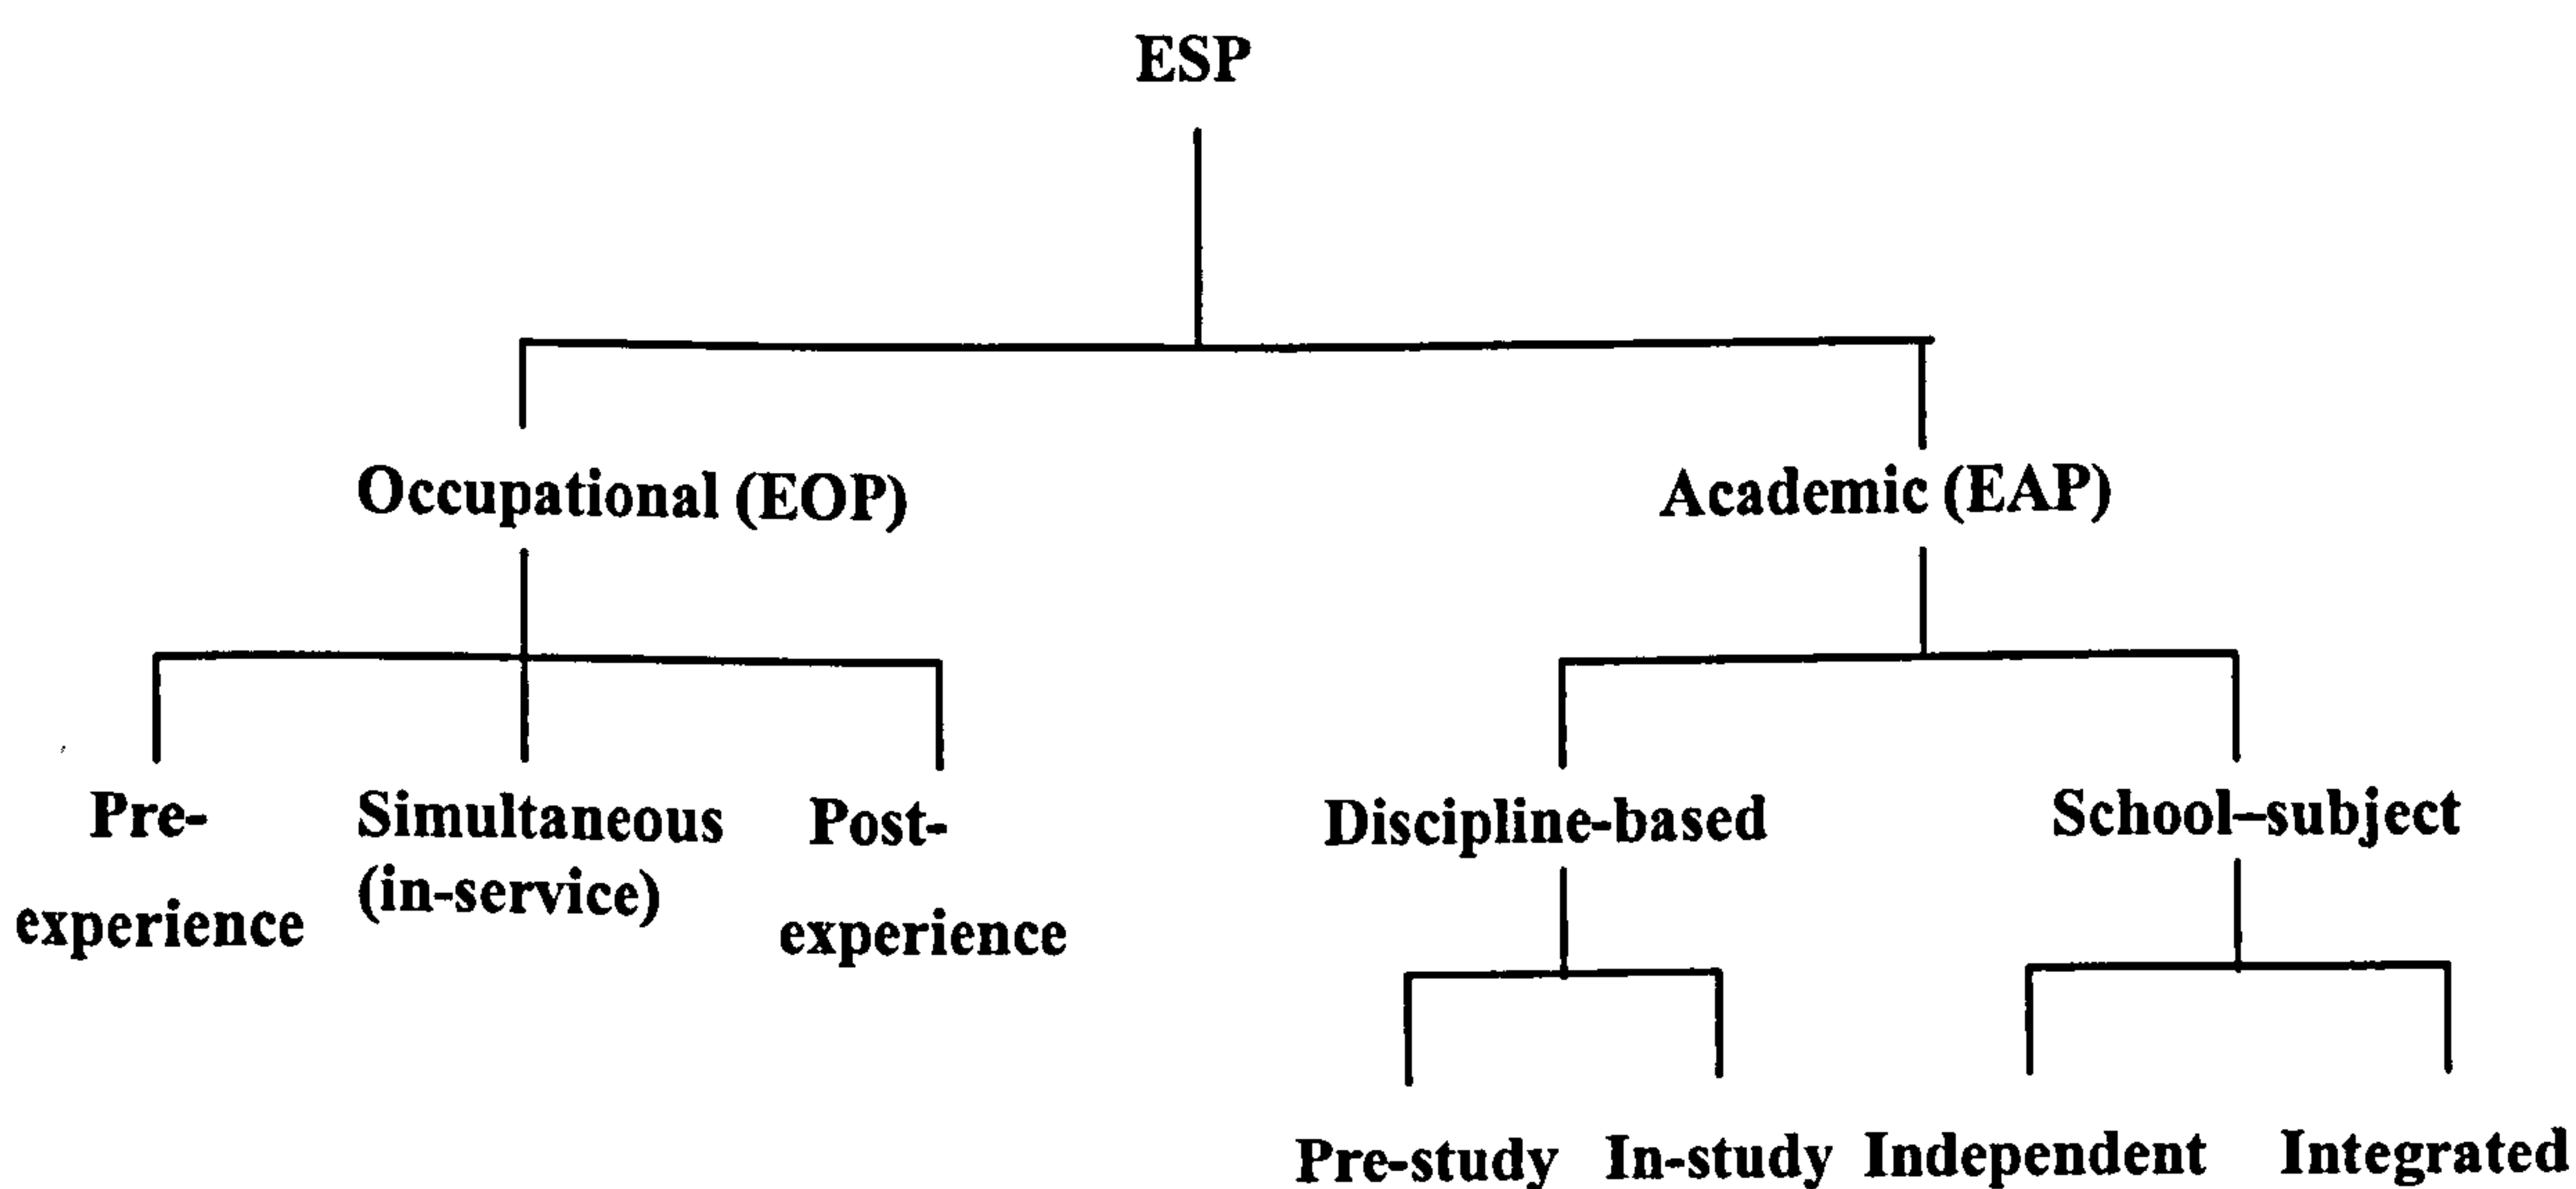 ESP
Occupational (EOP)
Academic (EAP)
Pre-
experience
Simultaneous
(in-service)
Post-
experience
Discipline-based
School–subject
Pre-study
In-study
Independent
Integrated